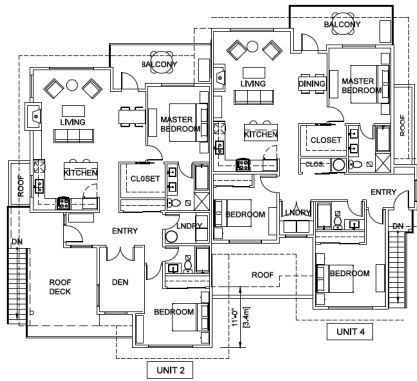 BALCONY
BALCONY
LIVING
DINING
MASTER
BEDROOM
LIVING
MASTER
BEDROOM
KITCHEN
CLOSET
CLOS.
ROOF
KITCHEN
CLOSET
ROOF
ENTRY
BEDROOM
LNDRY
ENTRY
LNDRY
DN
DN
ROOF
DECK
DEN
ROOF
BEDROOM
BEDROOM
11'-0"
[3.4m]
UNIT 4
UNIT 2